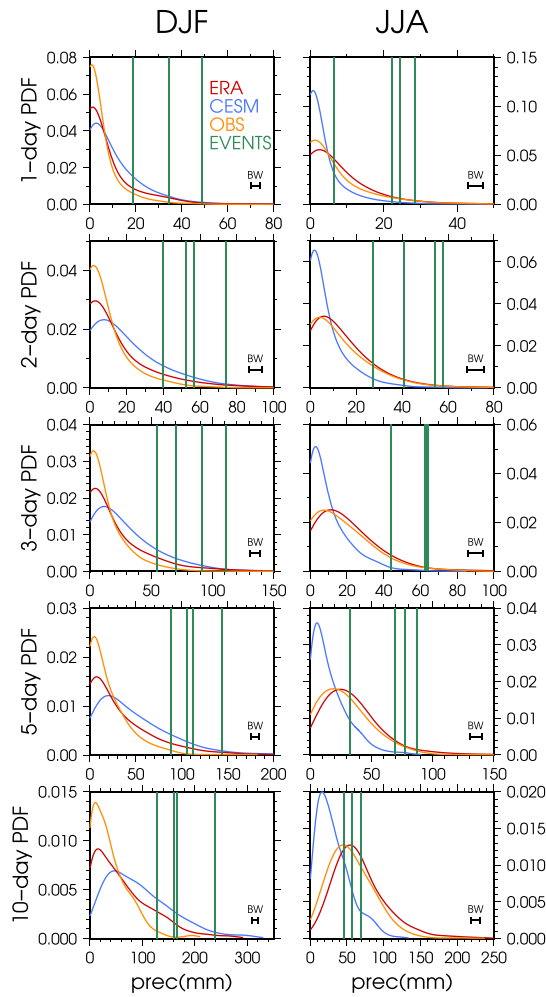 DJF JJA
0.08 0.15
0.06
0.04
0.02
0.00
0.10
0.05
0.00
1-day PDF
ERA
CESM
OBS
EVENTS
BW BW
0 20 40 60 80 0 20 40
0.04
0.02
0.00
0.06
0.04
0.02
0.00
2-day PDF
BW BW
0 20 40 60 80 100 0 20 40 60 80
0.04
0.03
0.02
0.01
0.00
0.06
0.04
0.02
0.00
3-day PDF
BW BW
0 50 100 150 0 20 40 60 80 100
0.03
0.02
0.01
0.00
0.04
0.03
0.02
0.01
0.00
5-day PDF
BW BW
0 50 100 150 200 0 50 100 150
0.015
0.010
0.005
0.000
0.020
0.015
0.010
0.005
0.000
10-day PDF
BW BW
0 100 200 300 0 50 100 150 200 250
prec(mm) prec(mm)